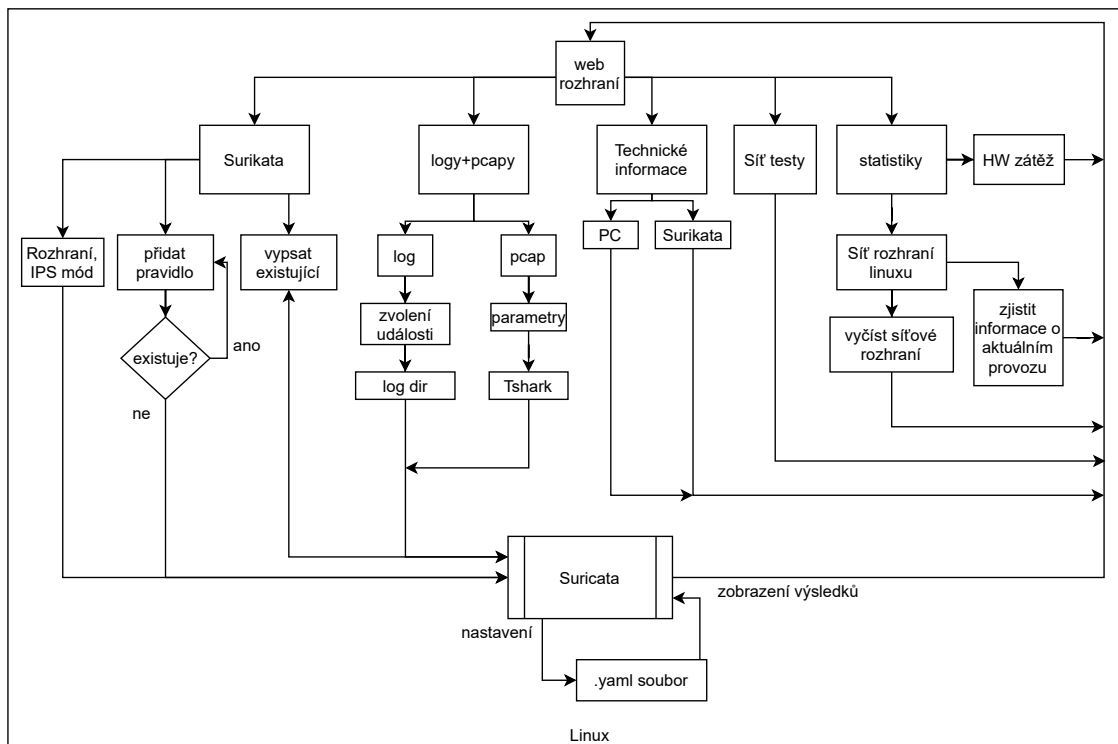 web
rozhraní
Surikata
logy+pcapy
Technické
informace
Síť testy
statistiky
HW zátěž
Rozhraní,
IPS mód
přidat
pravidlo
vypsat
existující
log
pcap
PC
Surikata
Síť rozhraní
linuxu
zvolení
události
parametry
vyčíst síťové
rozhraní
zjistit
informace o
aktuálním
provozu
existuje?
ano
ne
log dir
Tshark
Suricata
zobrazení výsledků
nastavení
.yaml soubor
Linux